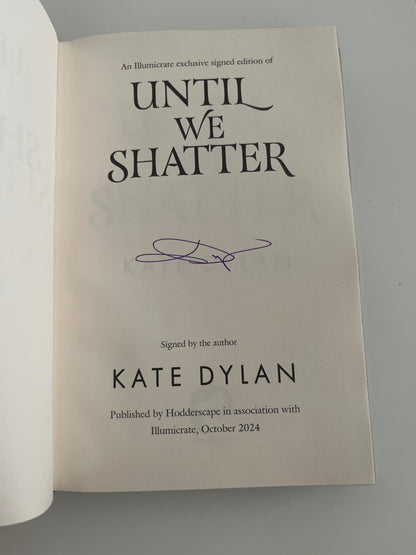 An Illumicrate exclusive signed edition of
UNTIL
WE
SHATTER
Signed by the author
KATE DYLAN
Published by Hodderscape in association with
Illumicrate, October 2024